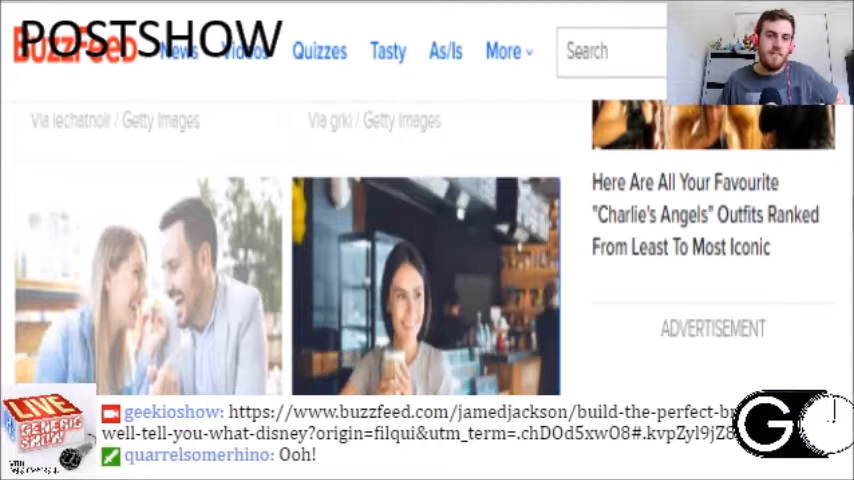 POSTSHOW
BuzzFeed News Videos Quizzes Tasty As/Is More Search
Via lechatnoir / Getty Images Via grki / Getty Images
Here Are All Your Favourite
"Charlie's Angels" Outfits Ranked
From Least To Most Iconic
ADVERTISEMENT
LIVE
GENERIC
SHOW
geekioshow: https://www.buzzfeed.com/jamedjackson/build-the-perfect-b
well-tell-you-what-disney?origin=filqui&utm_term=.chDOd5xwO8#.kvpZyl9jZ8
quarrelsomerhino: Ooh!
G